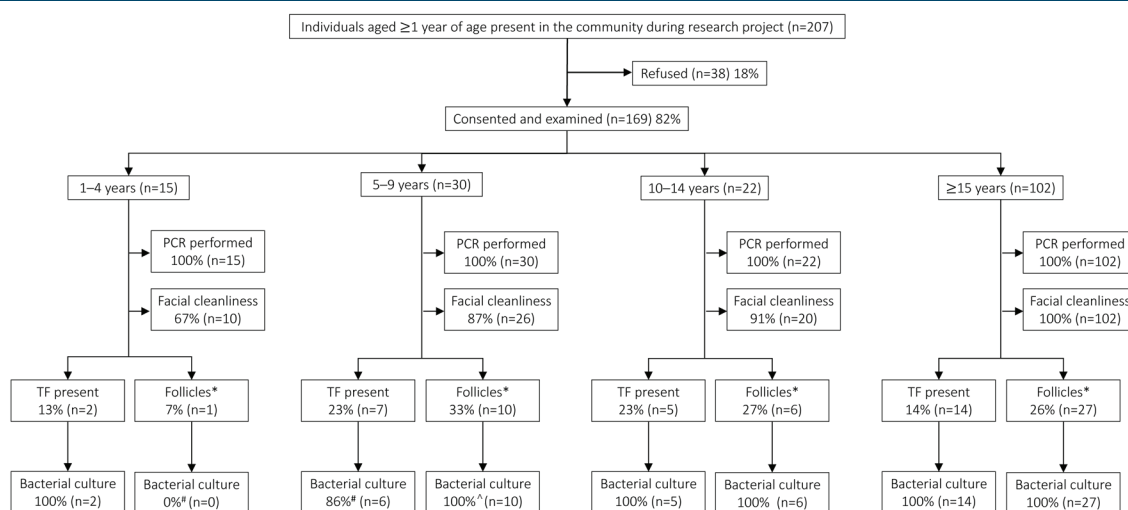 Individuals aged ≥1 year of age present in the community during research project (n=207)
Refused (n=38) 18%
Consented and examined (n=169) 82%
1–4 years (n=15)
5–9 years (n=30)
10–14 years (n=22)
≥15 years (n=102)
PCR performed
100% (n=15)
PCR performed
100% (n=30)
PCR performed
100% (n=22)
PCR performed
100% (n=102)
Facial cleanliness
67% (n=10)
Facial cleanliness
87% (n=26)
Facial cleanliness
91% (n=20)
Facial cleanliness
100% (n=102)
TF present
13% (n=2)
Follicles*
7% (n=1)
TF present
23% (n=7)
Follicles*
33% (n=10)
TF present
23% (n=5)
Follicles*
27% (n=6)
TF present
14% (n=14)
Follicles*
26% (n=27)
Bacterial culture
100% (n=2)
Bacterial culture
0%# (n=0)
Bacterial culture
86%# (n=6)
Bacterial culture
100%^ (n=10)
Bacterial culture
100% (n=5)
Bacterial culture
100% (n=6)
Bacterial culture
100% (n=14)
Bacterial culture
100% (n=27)